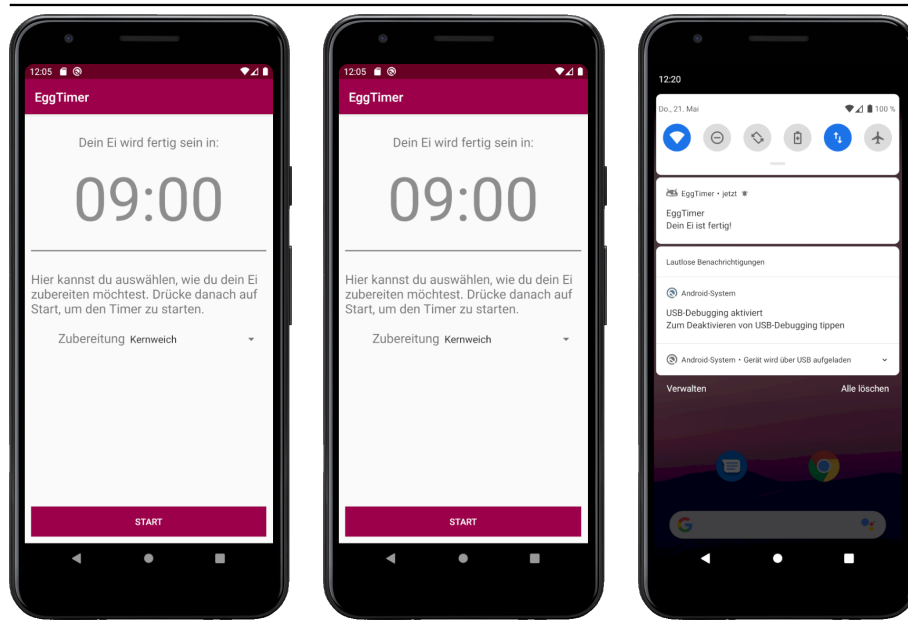 12:05
EggTimer
Dein Ei wird fertig sein in:
09:00
Hier kannst du auswählen, wie du dein Ei
zubereiten möchtest. Drücke danach auf
Start, um den Timer zu starten.
Zubereitung Kernweich
START
12:05
EggTimer
Dein Ei wird fertig sein in:
09:00
Hier kannst du auswählen, wie du dein Ei
zubereiten möchtest. Drücke danach auf
Start, um den Timer zu starten.
Zubereitung Kernweich
START
12:20
Do., 21. Mai 100 %
EggTimer • jetzt
EggTimer
Dein Ei ist fertig!
Lautlose Benachrichtigungen
Android-System
USB-Debugging aktiviert
Zum Deaktivieren von USB-Debugging tippen
Android-System • Gerät wird über USB aufgeladen
Verwalten Alle löschen